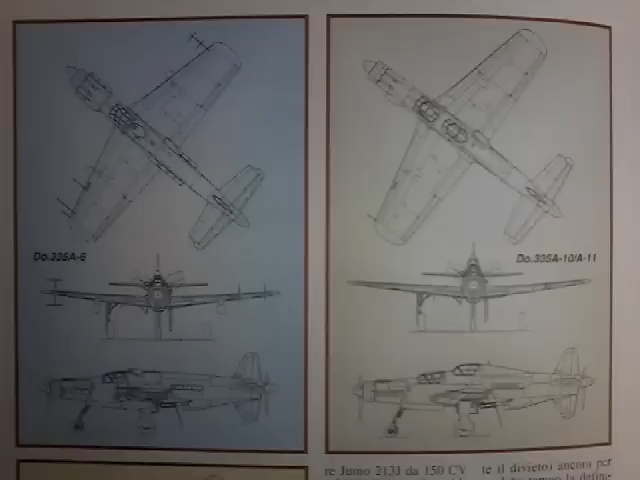 Do.335A-6
Do.335A-10/A-11
re Jumo 213J da 150 CV
te il divieto) ancora per